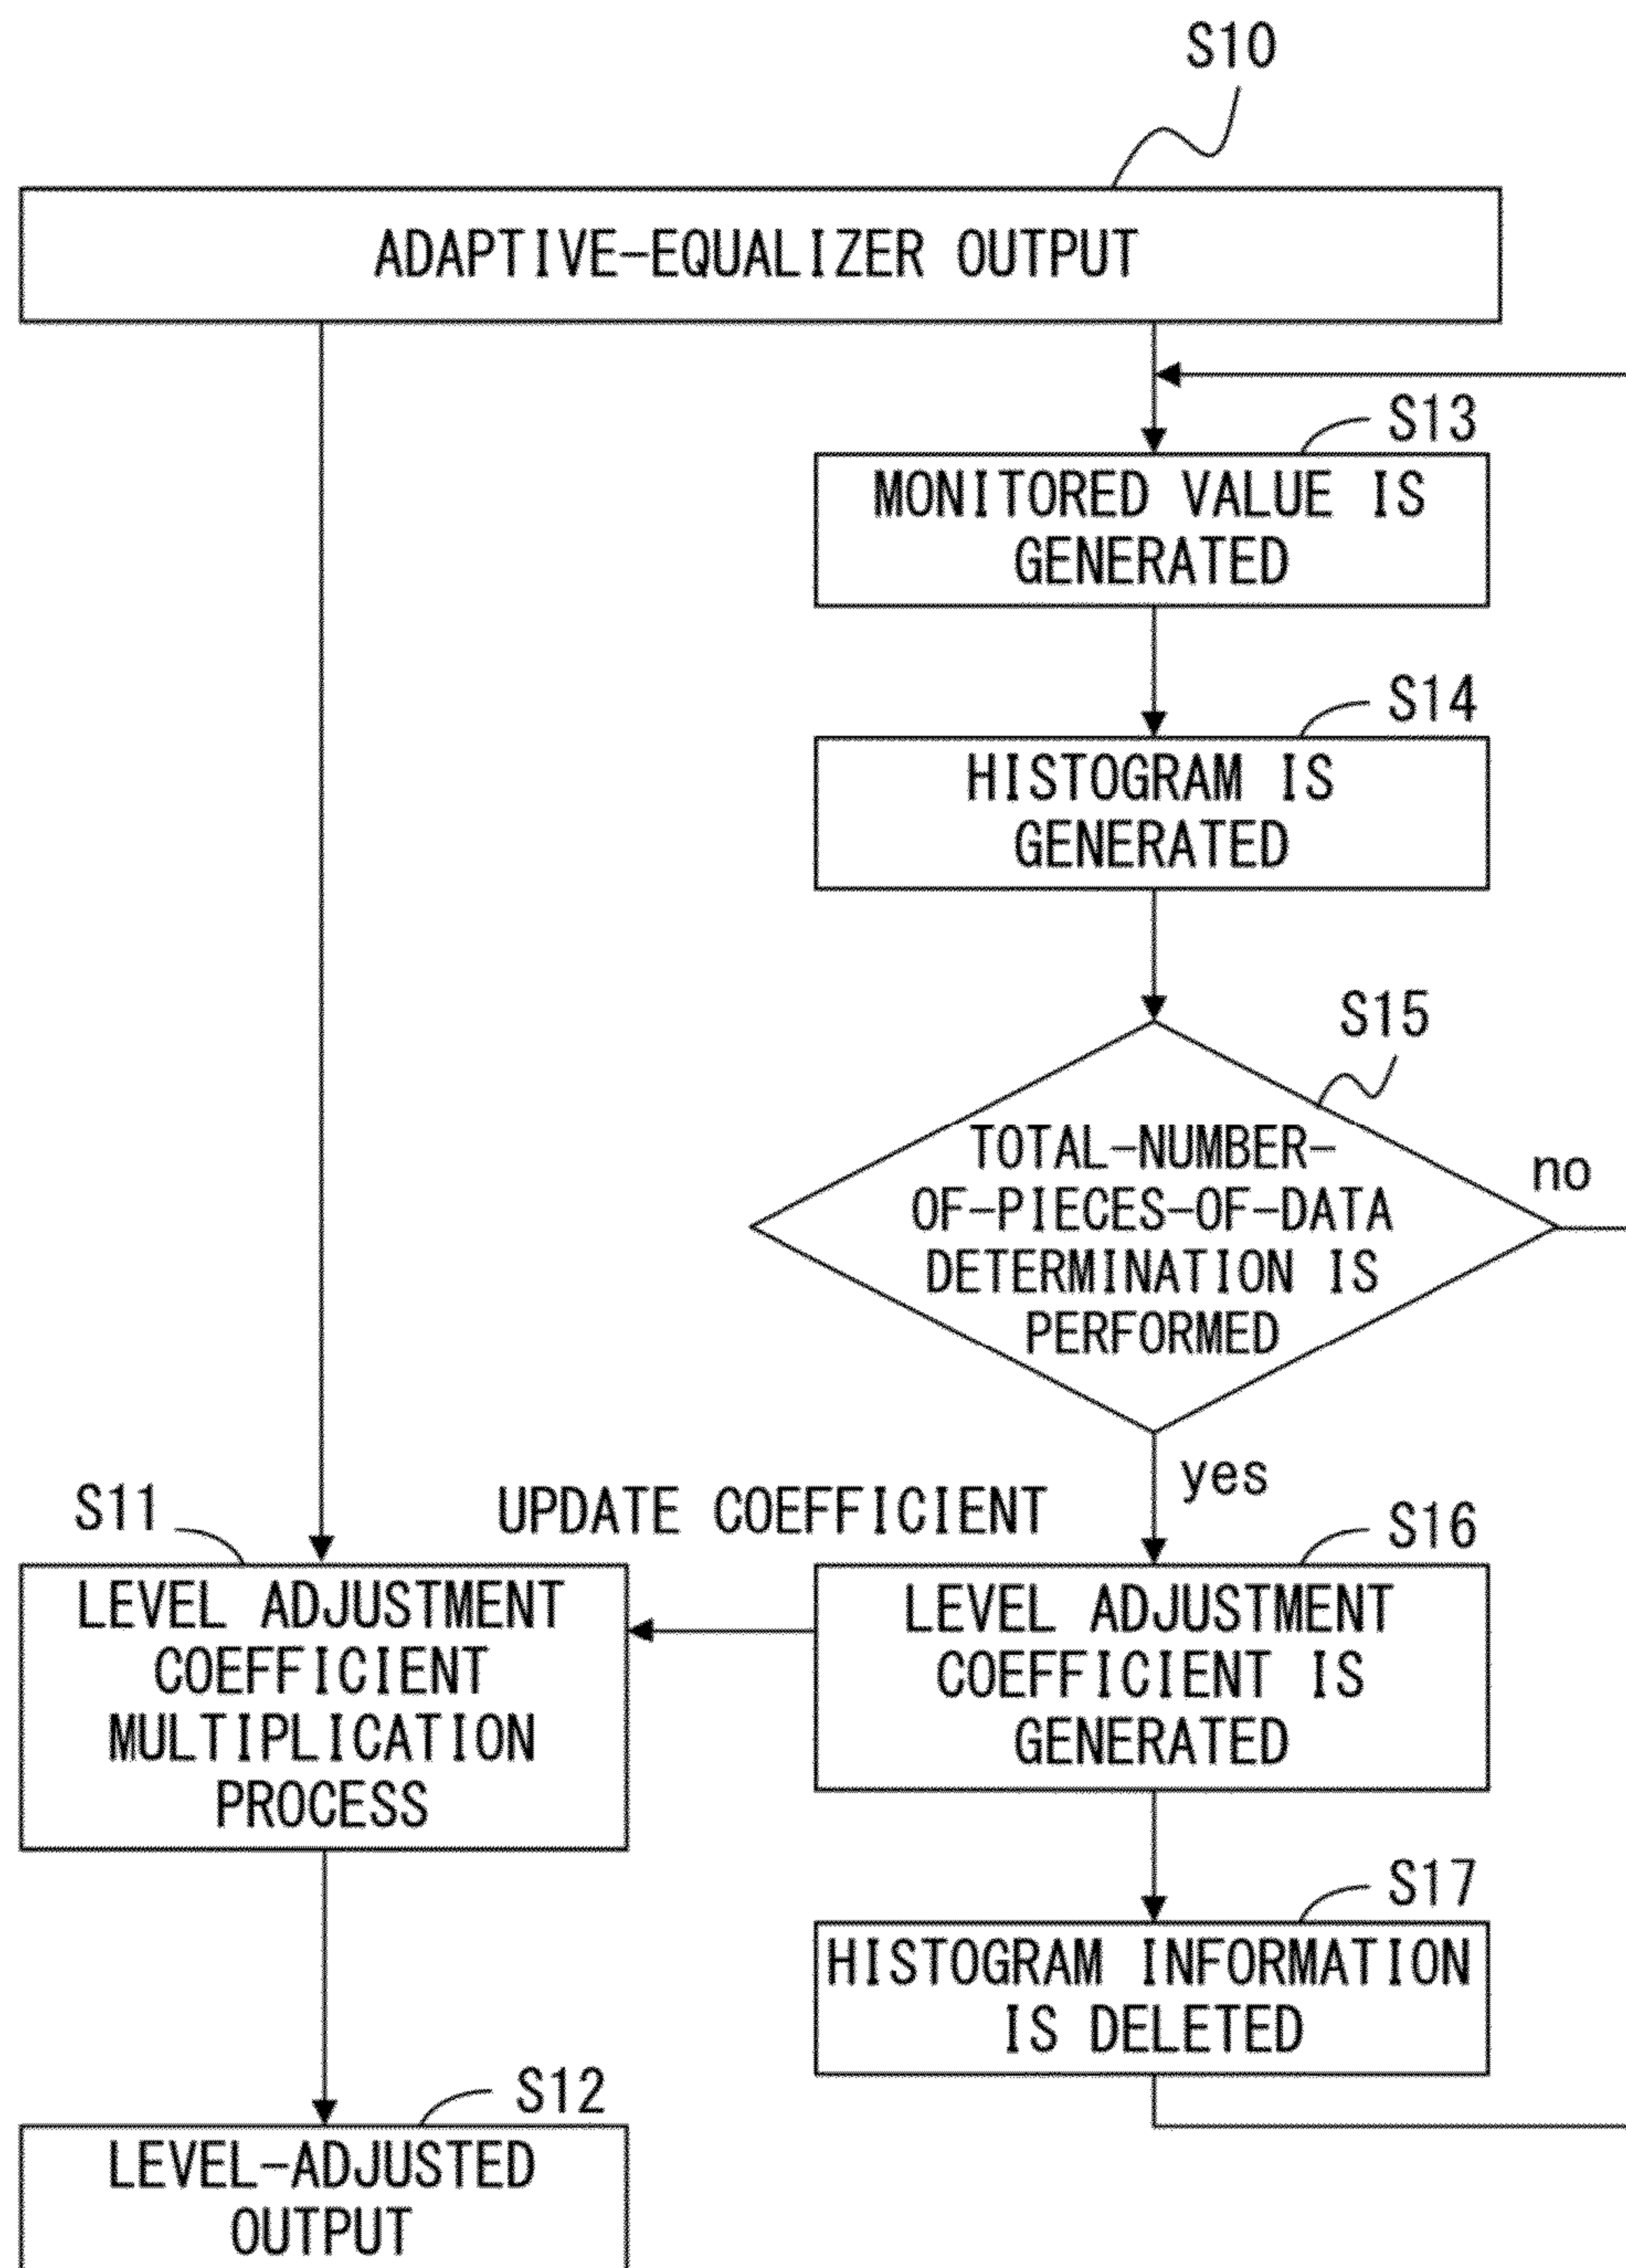 S10
ADAPTIVE-EQUALIZER OUTPUT
S13
MONITORED VALUE IS
GENERATED
S14
HISTOGRAM IS
GENERATED
S15
TOTAL-NUMBER-
OF-PIECES-OF-DATA
DETERMINATION IS
PERFORMED
no
yes
UPDATE COEFFICIENT
S11
LEVEL ADJUSTMENT
COEFFICIENT
MULTIPLICATION
PROCESS
S16
LEVEL ADJUSTMENT
COEFFICIENT IS
GENERATED
S17
HISTOGRAM INFORMATION
IS DELETED
S12
LEVEL-ADJUSTED
OUTPUT